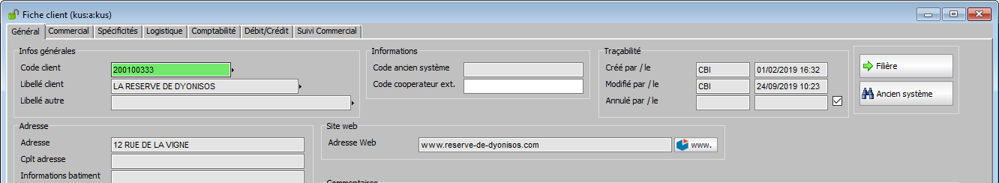 Fiche client (kus:a:kus)
Général Commercial Spécificités Logistique Comptabilité Débit/Crédit Suivi Commercial
Infos générales
Code client 200100333
Libellé client LA RESERVE DE DYONISOS
Libellé autre
Informations
Code ancien système
Code cooperateur ext.
Traçabilité
Créé par / le CBI 01/02/2019 16:32
Modifié par / le CBI 24/09/2019 10:23
Annulé par / le
Filière
Ancien système
Adresse
Adresse 12 RUE DE LA VIGNE
Cplt adresse
Informations batiment
Site web
Adresse Web www.reserve-de-dyonisos.com www.
Commentaires